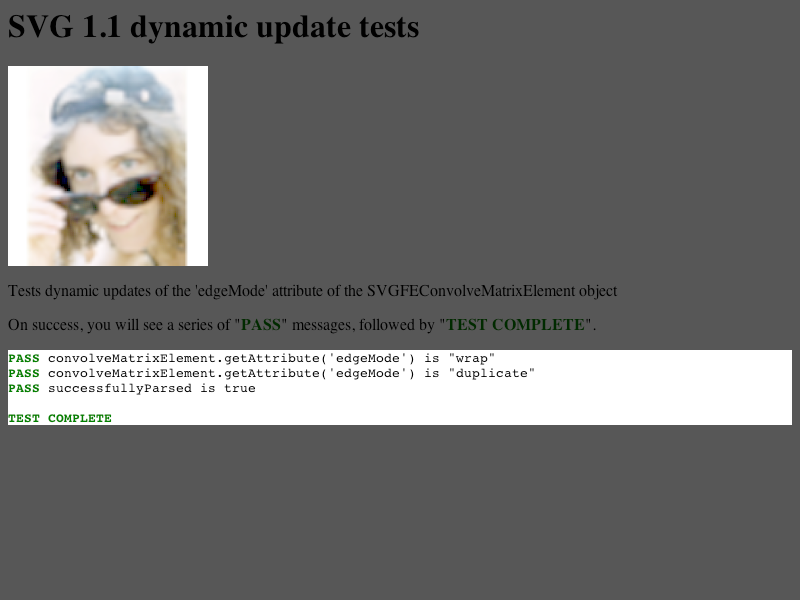 SVG 1.1 dynamic update tests
Tests dynamic updates of the 'edgeMode' attribute of the SVGFEConvolveMatrixElement object
On success, you will see a series of "PASS" messages, followed by "TEST COMPLETE".
PASS convolveMatrixElement.getAttribute('edgeMode') is "wrap"
PASS convolveMatrixElement.getAttribute('edgeMode') is "duplicate"
PASS successfullyParsed is true
TEST COMPLETE